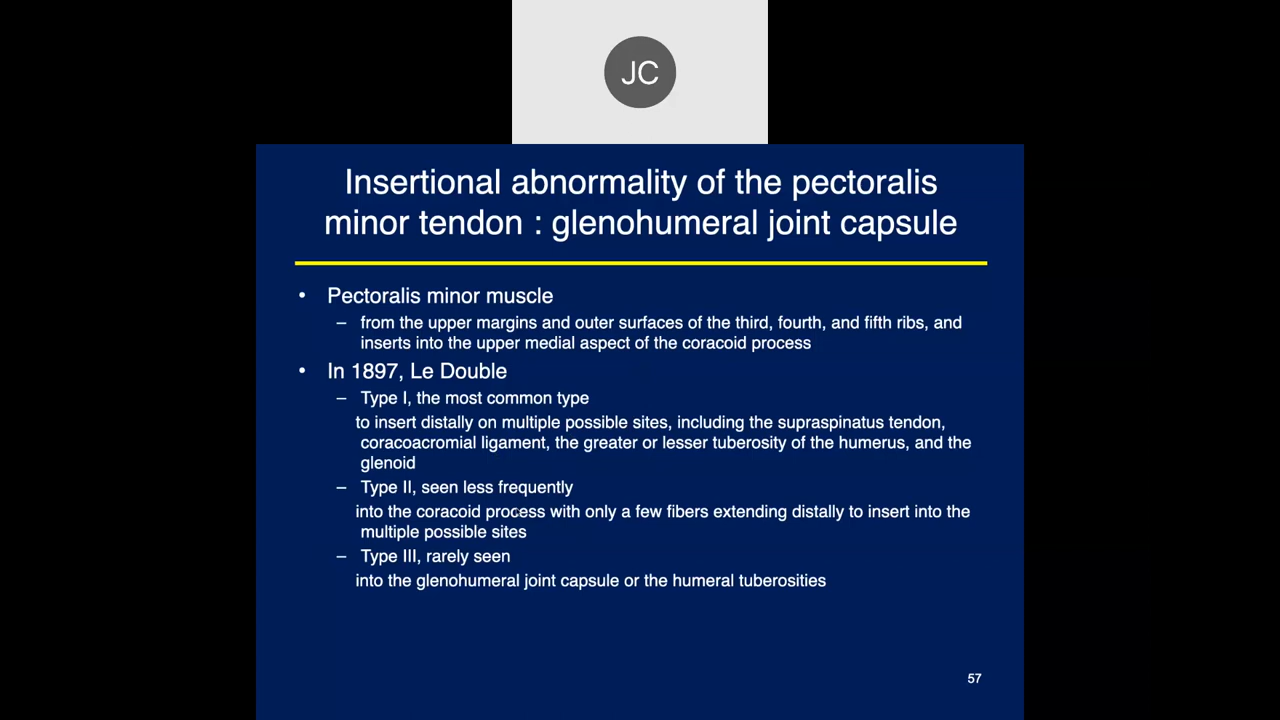 JC
Insertional abnormality of the pectoralis
minor tendon : glenohumeral joint capsule
• Pectoralis minor muscle
– from the upper margins and outer surfaces of the third, fourth, and fifth ribs, and
inserts into the upper medial aspect of the coracoid process
• In 1897, Le Double
– Type I, the most common type
to insert distally on multiple possible sites, including the supraspinatus tendon,
coracoacromial ligament, the greater or lesser tuberosity of the humerus, and the
glenoid
– Type II, seen less frequently
into the coracoid process with only a few fibers extending distally to insert into the
multiple possible sites
– Type III, rarely seen
into the glenohumeral joint capsule or the humeral tuberosities
57